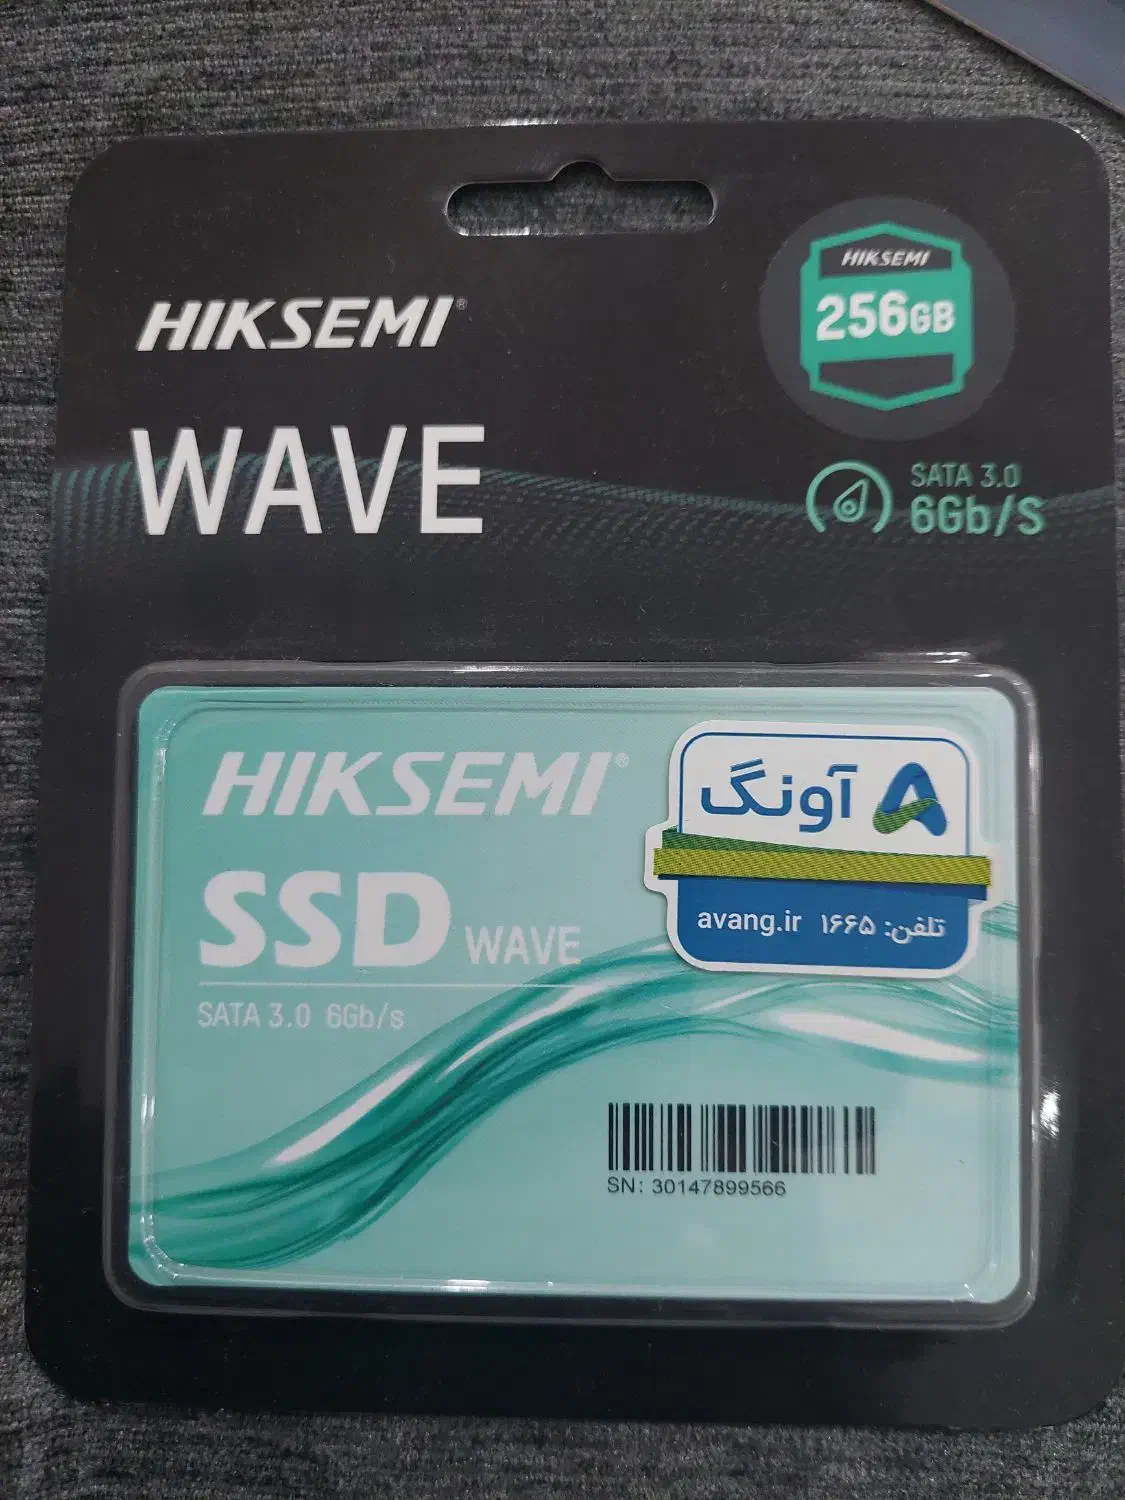 HIKSEMI®
WAVE
HIKSEMI
256GB
SATA 3.0
6Gb/S
HIKSEMI®
SSD WAVE
SATA 3.0 6Gb/s
آونگ
تلفن: ۱۶۶۵ avang.ir
SN: 30147899566